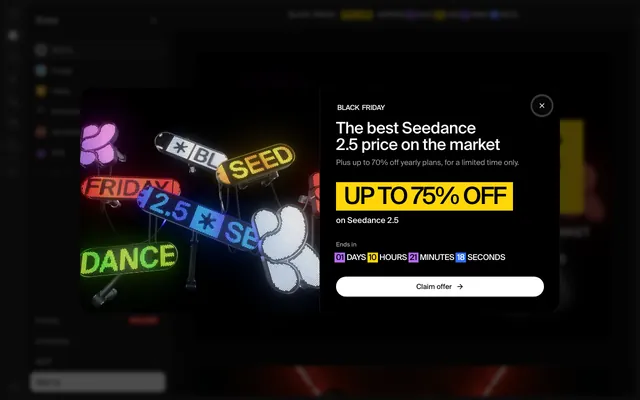 BLACK FRIDAY
The best Seedance
2.5 price on the market
Plus up to 70% off yearly plans, for a limited time only.
UP TO 75% OFF
on Seedance 2.5
Ends in
01 DAYS 10 HOURS 21 MINUTES 18 SECONDS
Claim offer →
* BL
SEED
FRIDAY
2.5 * SE
DANCE